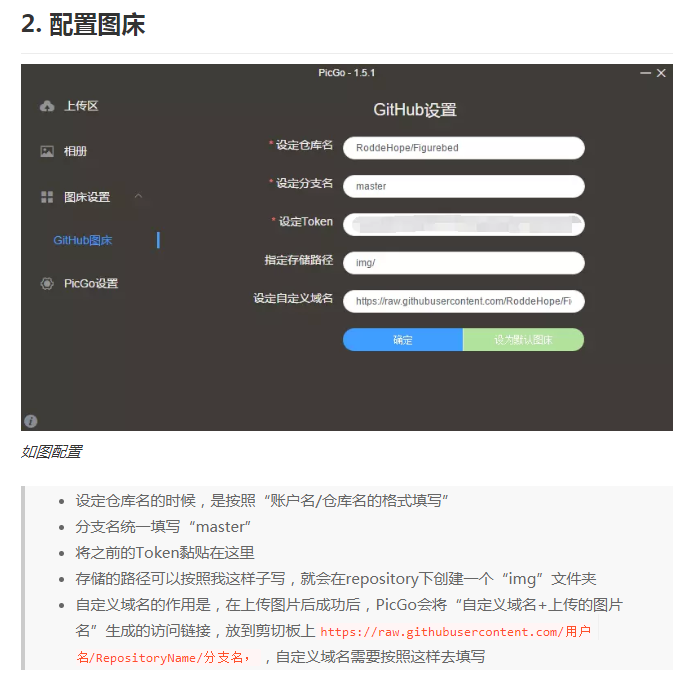 2. 配置图床
PicGo - 1.5.1
上传区
相册
图床设置
GitHub图床
PicGo设置
GitHub设置
* 设定仓库名
RoddeHope/Figurebed
* 设定分支名
master
* 设定Token
指定存储路径
img/
设定自定义域名
https://raw.githubusercontent.com/RoddeHope/Fi
确定
设为默认图床
如图配置
• 设定仓库名的时候，是按照“账户名/仓库名的格式填写”
• 分支名统一填写“master”
• 将之前的Token黏贴在这里
• 存储的路径可以按照我这样子写，就会在repository下创建一个“img”文件夹
• 自定义域名的作用是，在上传图片后成功后，PicGo会将“自定义域名+上传的图片
名”生成的访问链接，放到剪切板上 https://raw.githubusercontent.com/用户
名/RepositoryName/分支名， ，自定义域名需要按照这样去填写